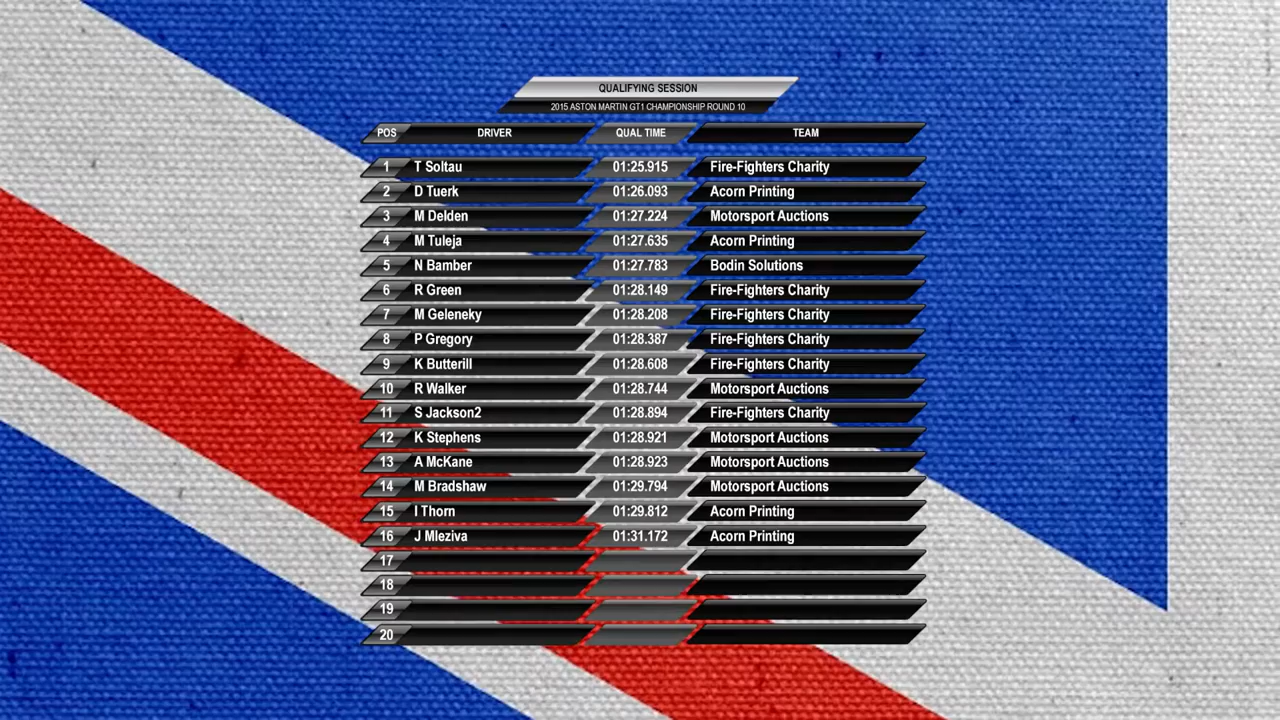 QUALIFYING SESSION
2015 ASTON MARTIN GT1 CHAMPIONSHIP ROUND 10
POS DRIVER QUAL TIME TEAM
1 T Soltau 01:25.915 Fire-Fighters Charity
2 D Tuerk 01:26.093 Acorn Printing
3 M Delden 01:27.224 Motorsport Auctions
4 M Tuleja 01:27.635 Acorn Printing
5 N Bamber 01:27.783 Bodin Solutions
6 R Green 01:28.149 Fire-Fighters Charity
7 M Geleneky 01:28.208 Fire-Fighters Charity
8 P Gregory 01:28.387 Fire-Fighters Charity
9 K Butterill 01:28.608 Fire-Fighters Charity
10 R Walker 01:28.744 Motorsport Auctions
11 S Jackson2 01:28.894 Fire-Fighters Charity
12 K Stephens 01:28.921 Motorsport Auctions
13 A McKane 01:28.923 Motorsport Auctions
14 M Bradshaw 01:29.794 Motorsport Auctions
15 I Thorn 01:29.812 Acorn Printing
16 J Mleziva 01:31.172 Acorn Printing
17
18
19
20